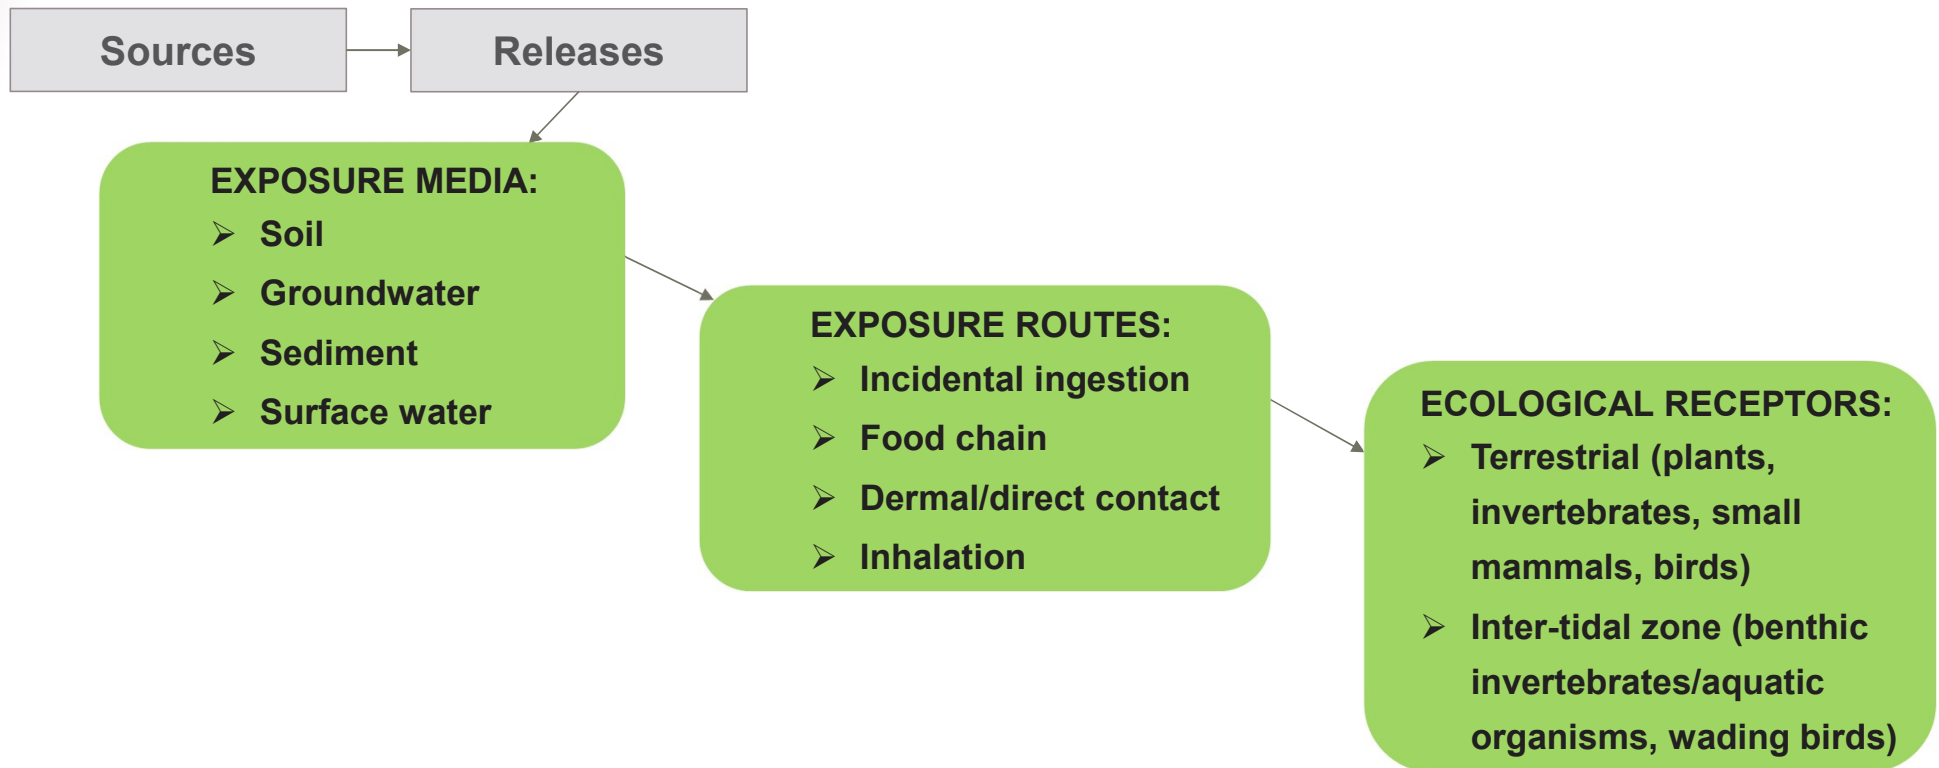 Sources
Releases
EXPOSURE MEDIA:
➢ Soil
➢ Groundwater
➢ Sediment
➢ Surface water
EXPOSURE ROUTES:
➢ Incidental ingestion
➢ Food chain
➢ Dermal/direct contact
➢ Inhalation
ECOLOGICAL RECEPTORS:
➢ Terrestrial (plants,
invertebrates, small
mammals, birds)
➢ Inter-tidal zone (benthic
invertebrates/aquatic
organisms, wading birds)